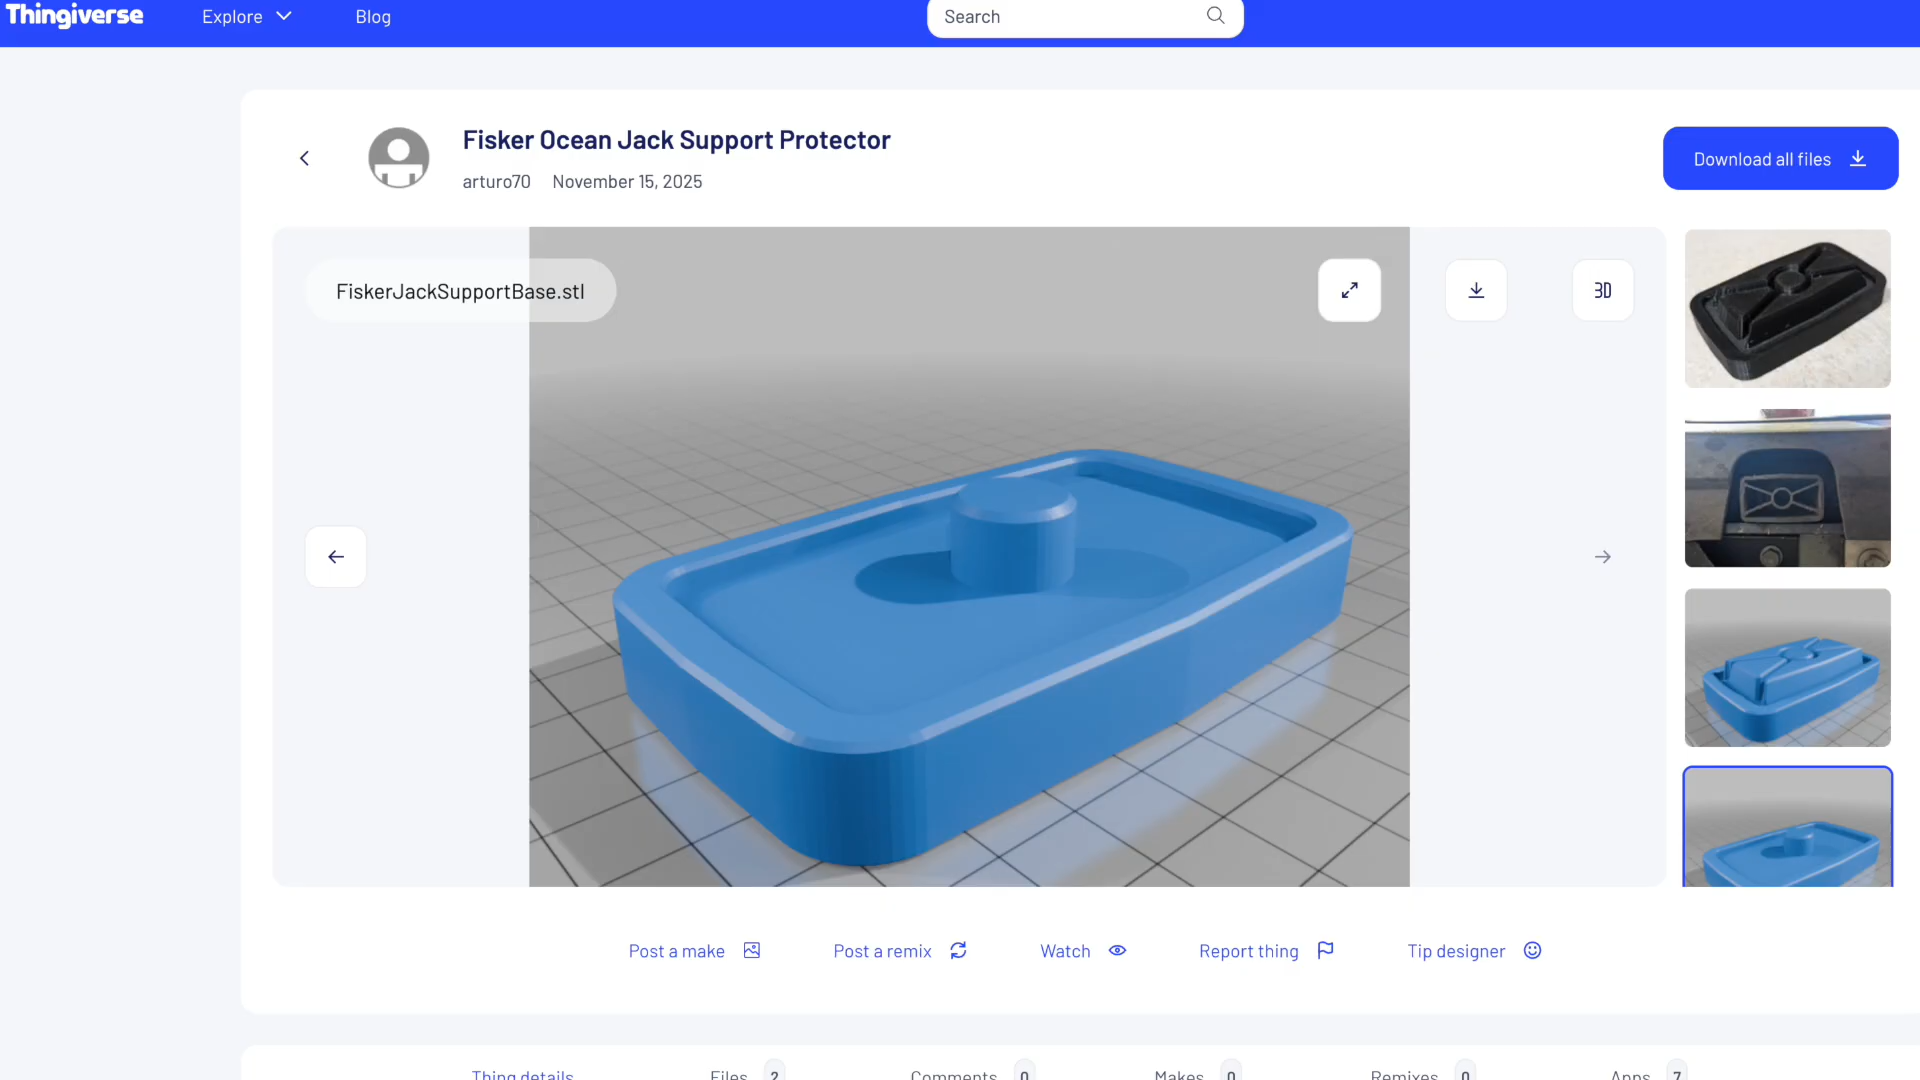 Thingiverse
Explore
Blog
Search
Fisker Ocean Jack Support Protector
arturo70 November 15, 2025
Download all files
FiskerJackSupportBase.stl
3D
Post a make
Post a remix
Watch
Report thing
Tip designer
Thing details
Files 2
Comments 0
Makes 0
Remixes 0
Apps 7